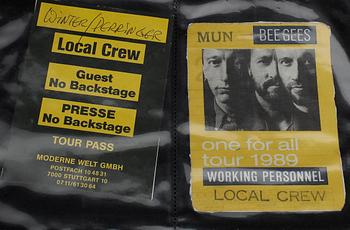 WINTER/DERRINGER
Local Crew
Guest
No Backstage
PRESSE
No Backstage
TOUR PASS
MODERNE WELT GMBH
POSTFACH 10 48 31
7000 STUTTGART 10
0711/61 30 64
MUN
BEE GEES
one for all
tour 1989
WORKING PERSONNEL
LOCAL CREW